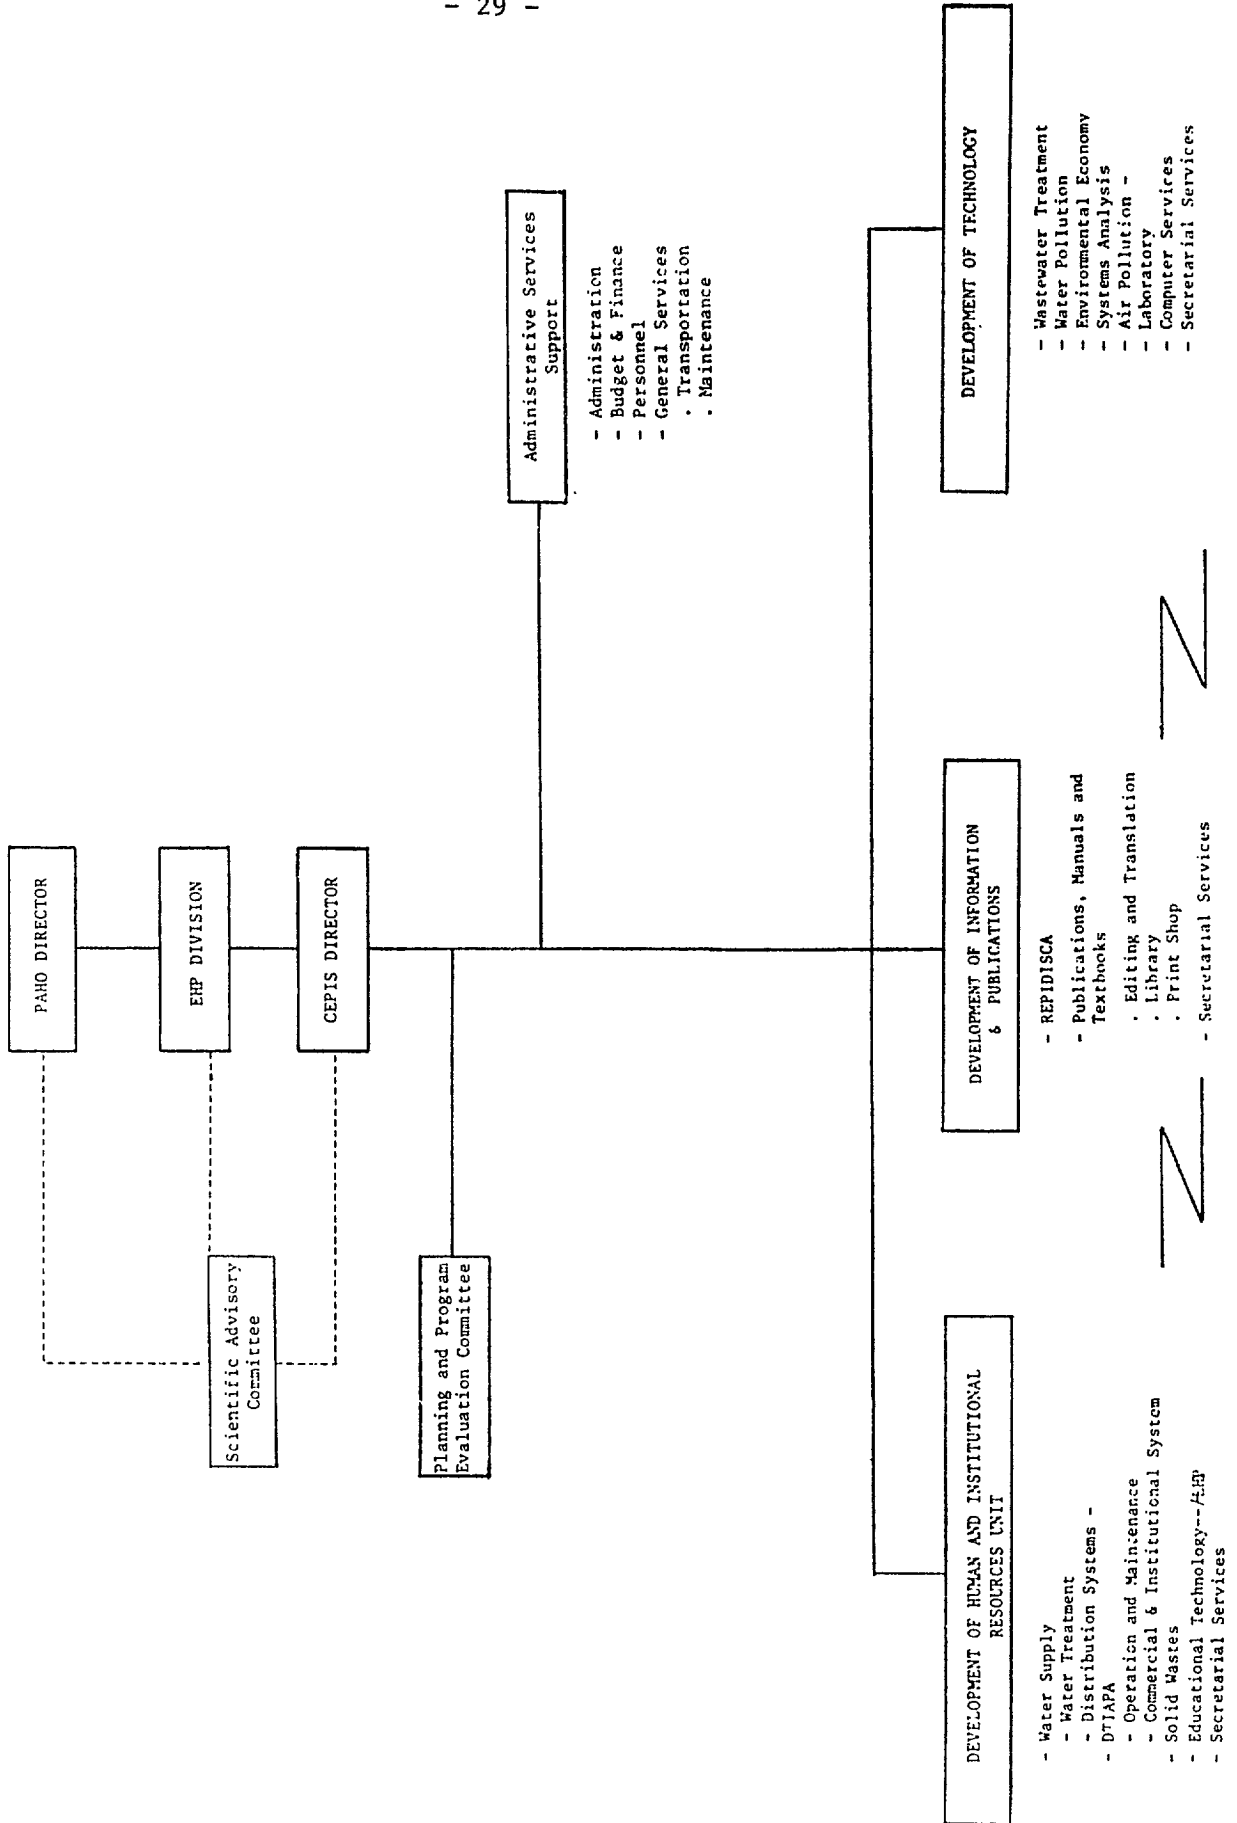 - 29 -
PAHO DIRECTOR
EHP DIVISION
CEPIS DIRECTOR
Scientific Advisory
Committee
Planning and Program
Evaluation Committee
Administrative Services
Support
- Administration
- Budget & Finance
- Personnel
- General Services
. Transportation
. Maintenance
DEVELOPMENT OF HUMAN AND INSTITUTIONAL
RESOURCES UNIT
- Water Supply
- Water Treatment
- Distribution Systems -
- DTIAPA
- Operation and Maintenance
- Commercial & Institutional System
- Solid Wastes
- Educational Technology--
- Secretarial Services
DEVELOPMENT OF INFORMATION
& PUBLICATIONS
- REPIDISCA
- Publications, Manuals and
Textbooks
. Editing and Translation
. Library
. Print Shop
- Secretarial Services
DEVELOPMENT OF TECHNOLOGY
- Wastewater Treatment
- Water Pollution
- Environmental Economy
- Systems Analysis
- Air Pollution -
- Laboratory
- Computer Services
- Secretarial Services